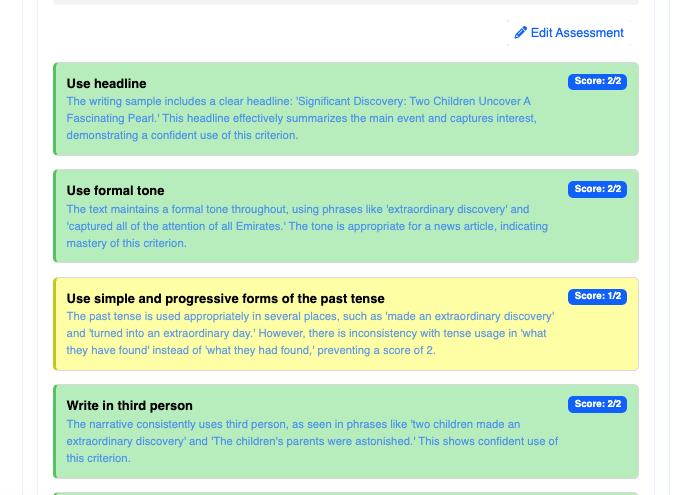 Edit Assessment
Use headline
Score: 2/2
The writing sample includes a clear headline: 'Significant Discovery: Two Children Uncover A
Fascinating Pearl.' This headline effectively summarizes the main event and captures interest,
demonstrating a confident use of this criterion.
Use formal tone
Score: 2/2
The text maintains a formal tone throughout, using phrases like 'extraordinary discovery' and
'captured all of the attention of all Emirates.' The tone is appropriate for a news article, indicating
mastery of this criterion.
Use simple and progressive forms of the past tense
Score: 1/2
The past tense is used appropriately in several places, such as 'made an extraordinary discovery'
and 'turned into an extraordinary day.' However, there is inconsistency with tense usage in 'what
they have found' instead of 'what they had found,' preventing a score of 2.
Write in third person
Score: 2/2
The narrative consistently uses third person, as seen in phrases like 'two children made an
extraordinary discovery' and 'The children's parents were astonished.' This shows confident use of
this criterion.